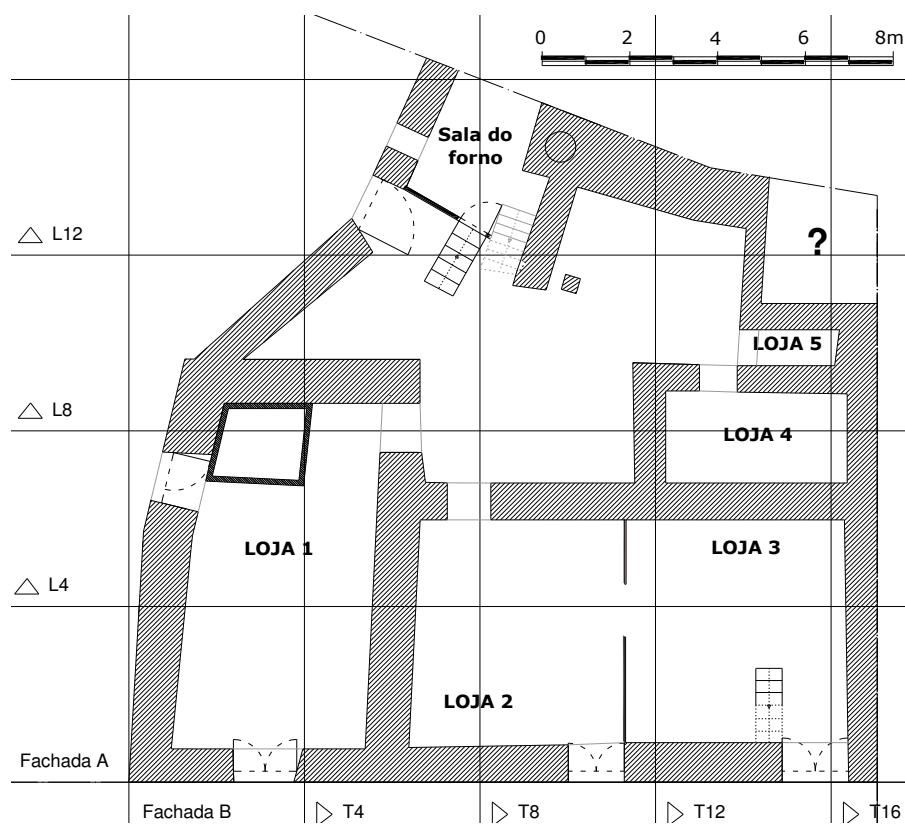 0 2 4 6 8m
Sala do
forno
L12
?
LOJA 5
L8
LOJA 4
LOJA 1
LOJA 3
L4
LOJA 2
Fachada A
Fachada B
T4
T8
T12
T16